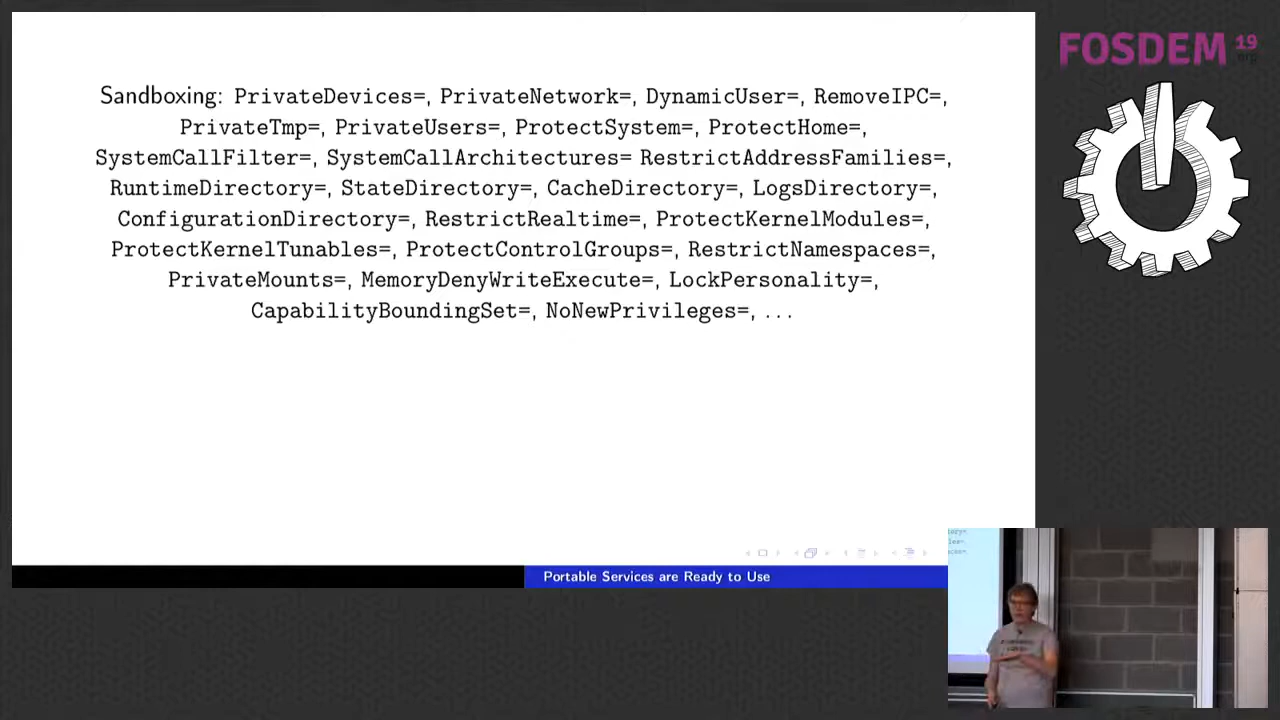 FOSDEM 19
.org
Sandboxing: PrivateDevices=, PrivateNetwork=, DynamicUser=, RemoveIPC=,
PrivateTmp=, PrivateUsers=, ProtectSystem=, ProtectHome=,
SystemCallFilter=, SystemCallArchitectures= RestrictAddressFamilies=,
RuntimeDirectory=, StateDirectory=, CacheDirectory=, LogsDirectory=,
ConfigurationDirectory=, RestrictRealtime=, ProtectKernelModules=,
ProtectKernelTunables=, ProtectControlGroups=, RestrictNamespaces=,
PrivateMounts=, MemoryDenyWriteExecute=, LockPersonality=,
CapabilityBoundingSet=, NoNewPrivileges=, ...
Portable Services are Ready to Use